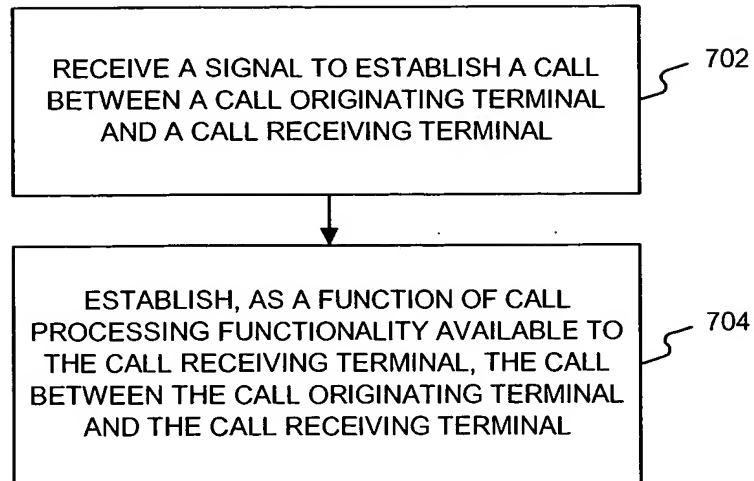 RECEIVE A SIGNAL TO ESTABLISH A CALL
BETWEEN A CALL ORIGINATING TERMINAL
AND A CALL RECEIVING TERMINAL
702
ESTABLISH, AS A FUNCTION OF CALL
PROCESSING FUNCTIONALITY AVAILABLE TO
THE CALL RECEIVING TERMINAL, THE CALL
BETWEEN THE CALL ORIGINATING TERMINAL
AND THE CALL RECEIVING TERMINAL
704